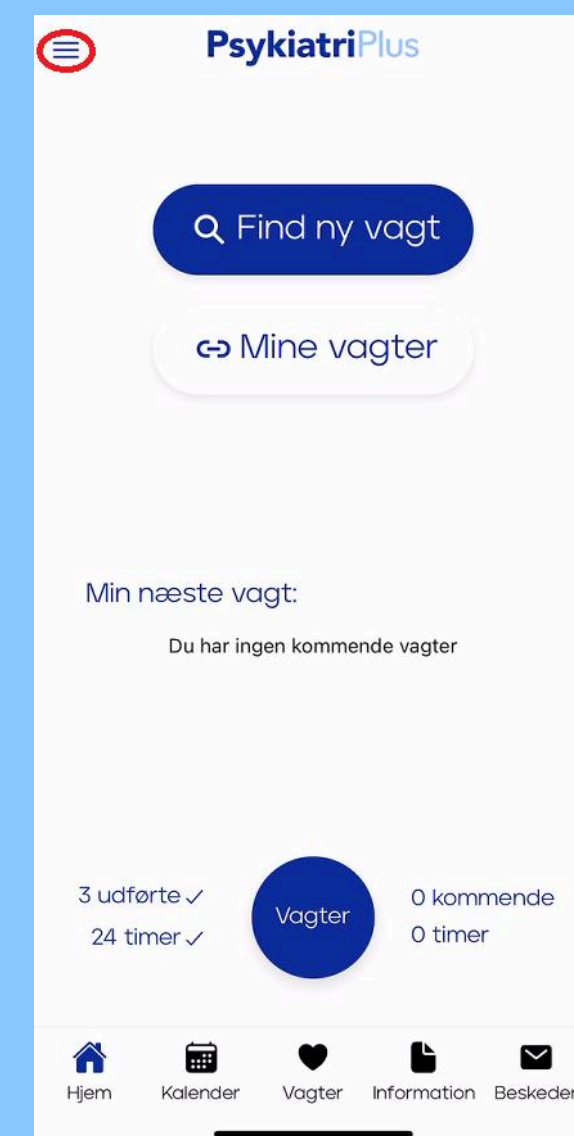 PsykiatriPlus
Find ny vagt
Mine vagter
Min næste vagt:
Du har ingen kommende vagter
3 udførte
24 timer
Vagter
0 kommende
0 timer
Hjem
Kalender
Vagter
Information
Beskeder